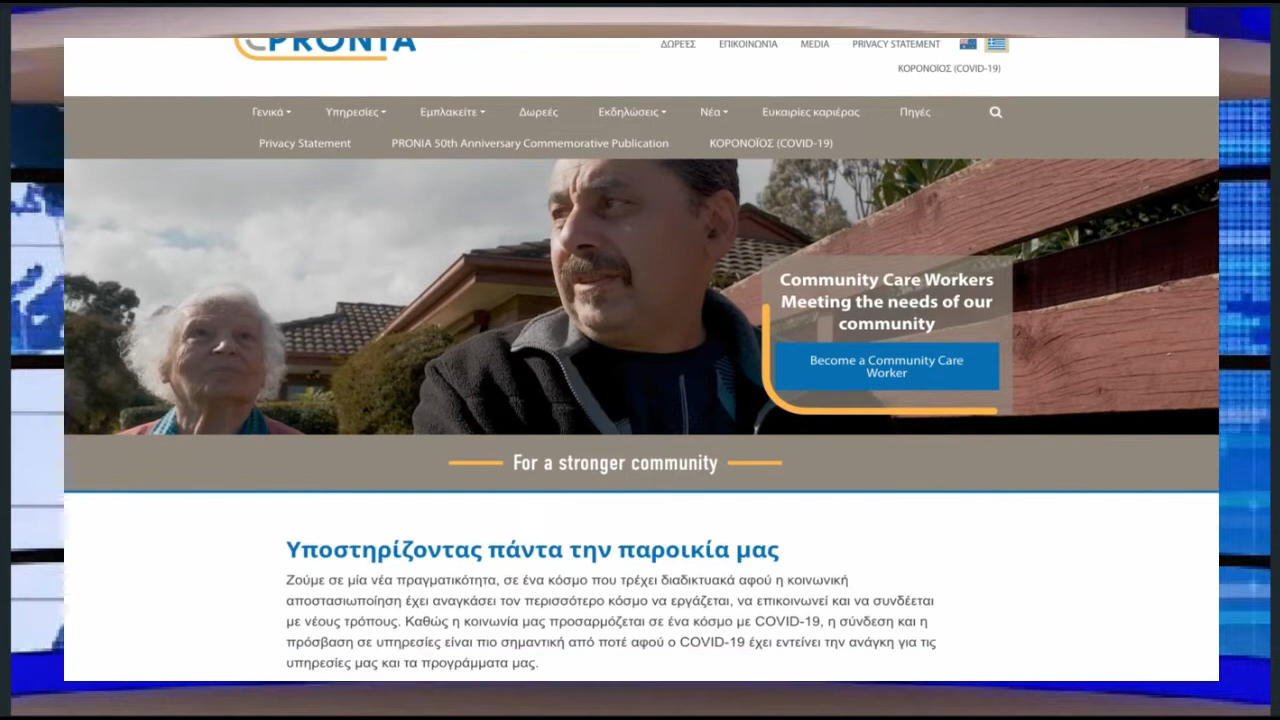 PRONIA
ΔΩΡΕΈΣ ΕΠΙΚΟΙΝΩΝΊΑ MEDIA PRIVACY STATEMENT
ΚΟΡΟΝΟΪΟΣ (COVID-19)
Γενικά Υπηρεσίες Εμπλακείτε Δωρεές Εκδηλώσεις Νέα Ευκαιρίες καριέρας Πηγές
Privacy Statement PRONIA 50th Anniversary Commemorative Publication ΚΟΡΟΝΟΪΟΣ (COVID-19)
Community Care Workers
Meeting the needs of our
community
Become a Community Care
Worker
For a stronger community
Υποστηρίζοντας πάντα την παροικία μας
Ζούμε σε μία νέα πραγματικότητα, σε ένα κόσμο που τρέχει διαδικτυακά αφού η κοινωνική
αποστασιωποίηση έχει αναγκάσει τον περισσότερο κόσμο να εργάζεται, να επικοινωνεί και να συνδέεται
με νέους τρόπους. Καθώς η κοινωνία μας προσαρμόζεται σε ένα κόσμο με COVID-19, η σύνδεση και η
πρόσβαση σε υπηρεσίες είναι πιο σημαντική από ποτέ αφού ο COVID-19 έχει εντείνει την ανάγκη για τις
υπηρεσίες μας και τα προγράμματα μας.